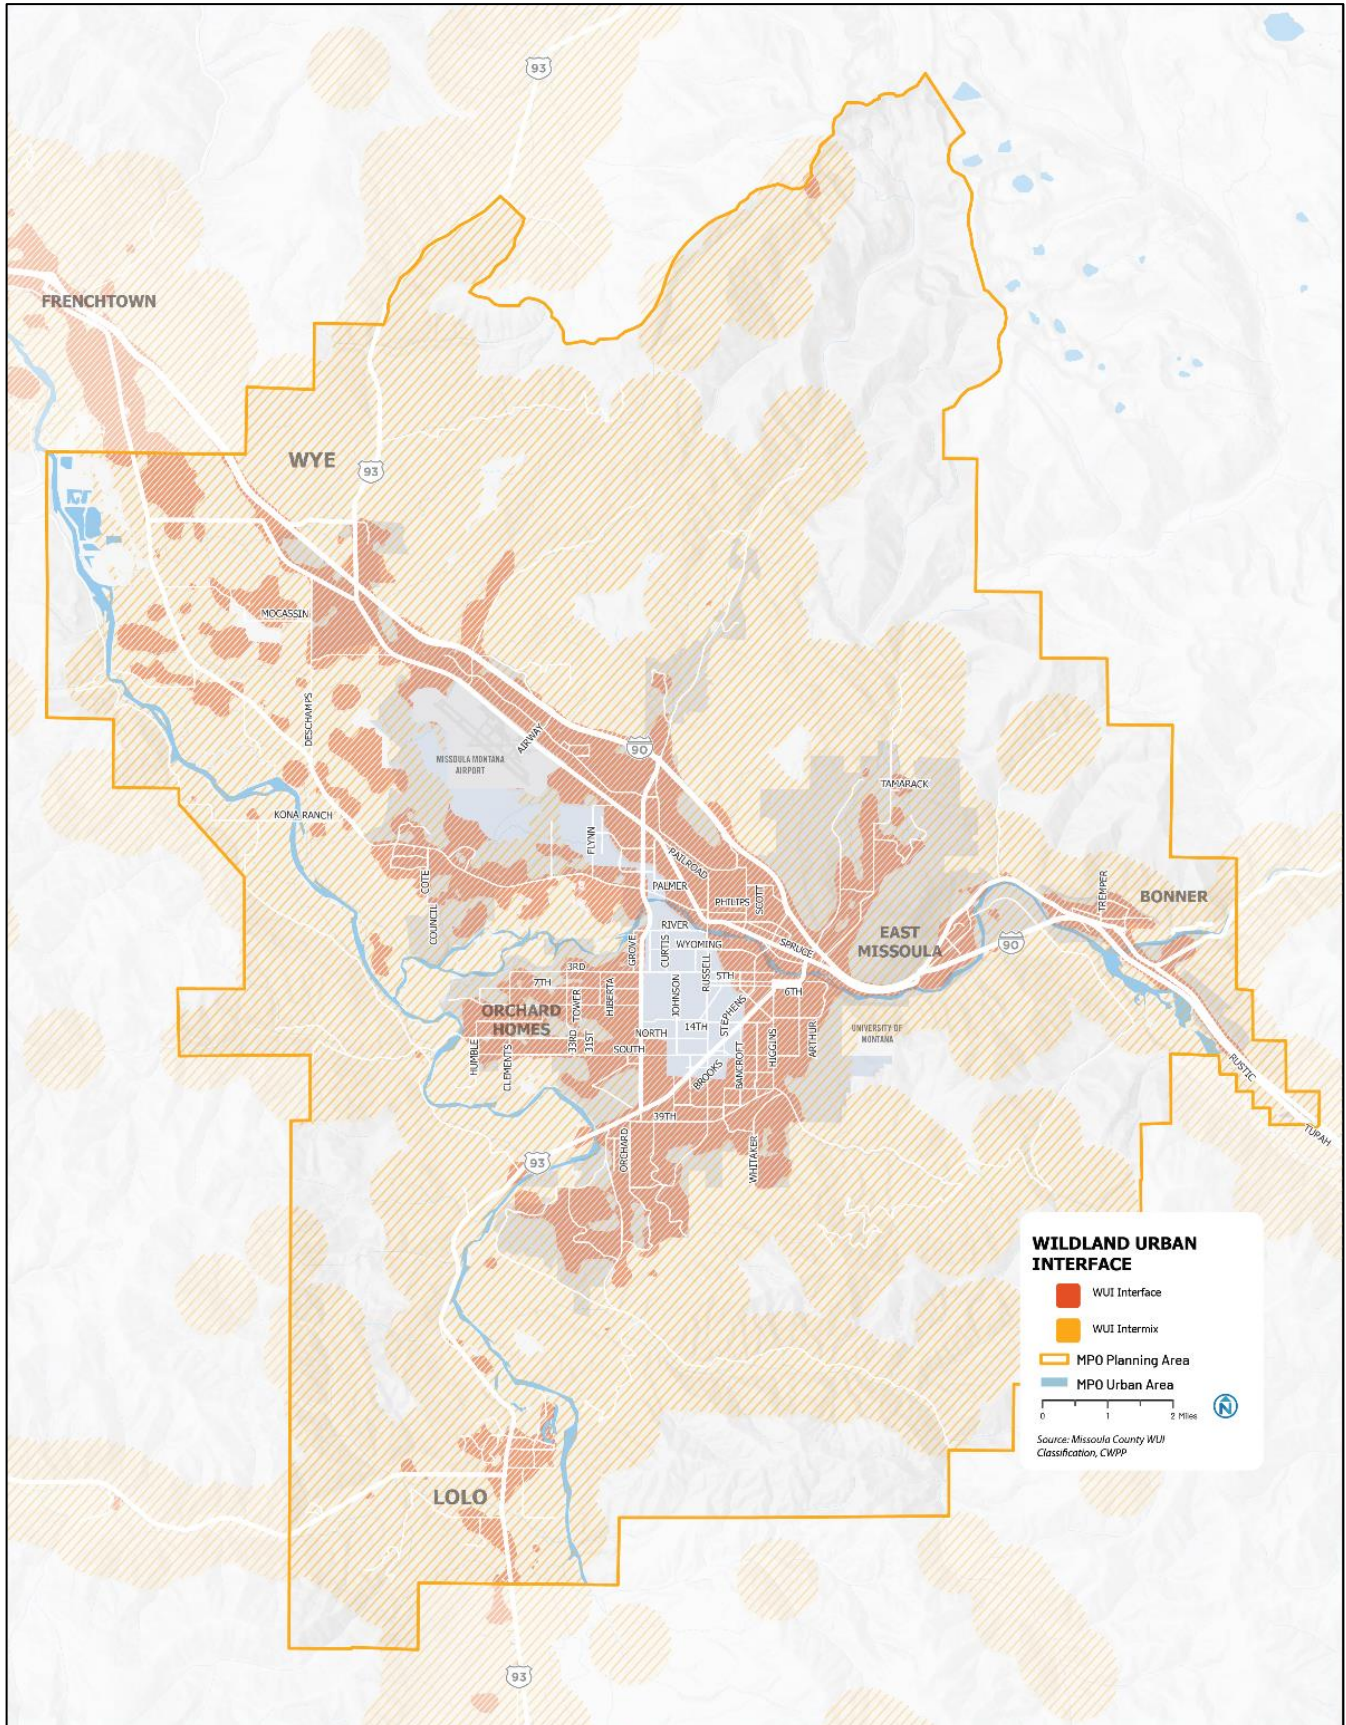 93
FRENCHTOWN
WYE
93
MOCASSIN
DESCHAMPS
AIRWAY
90
MISSOULA MONTANA
AIRPORT
TAMARACK
KONA RANCH
FLYNN
RAILROAD
COTE
PALMER
PHILIPS
SCOTT
TREMPER
BONNER
COUNCIL
RIVER
GROVE
CURTIS
WYOMING
RUSSELL
SPRUCE
EAST
MISSOULA
90
3RD
7TH
5TH
6TH
TOWER
HIBERTA
JOHNSON
STEPHENS
ORCHARD
HOMES
33RD
31ST
NORTH
14TH
SOUTH
HUMBLE
CLEMENTS
BROOKS
BANCROFT
HIGGINS
ARTHUR
UNIVERSITY OF
MONTANA
RUSTIC
39TH
TUPAH
ORCHARD
WHITAKER
93
WILDLAND URBAN
INTERFACE
WUI Interface
WUI Intermix
MPO Planning Area
MPO Urban Area
0 1 2 Miles
N
Source: Missoula County WUI
Classification, CWPP
LOLO
93